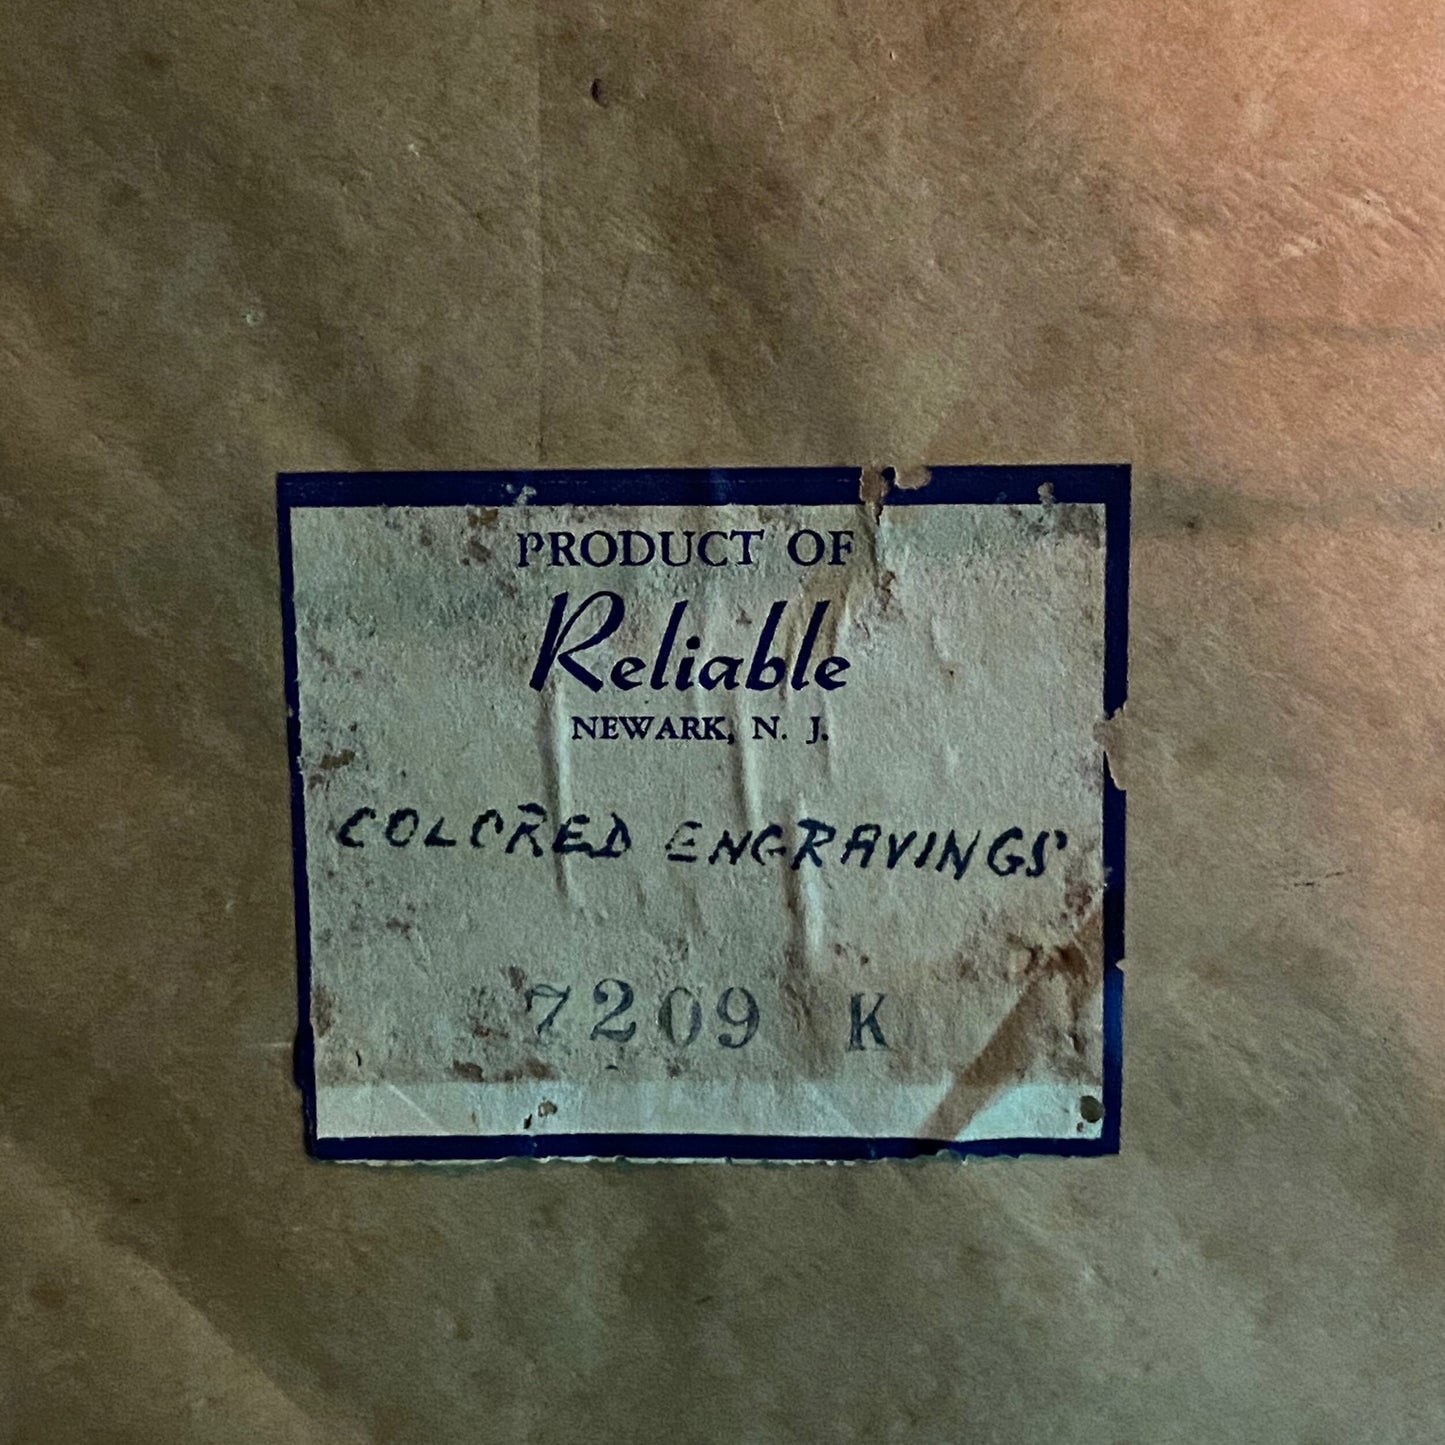 PRODUCT OF
Reliable
NEWARK, N. J.
COLORED ENGRAVINGS
7209 K